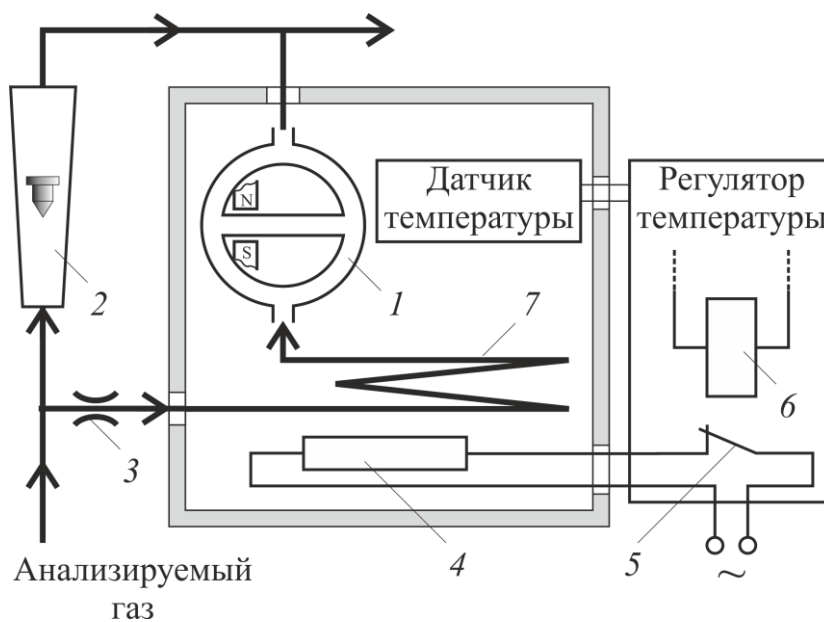 N
S
1
2
Датчик
температуры
Регулятор
температуры
7
6
3
4
5
~
Анализируемый
газ